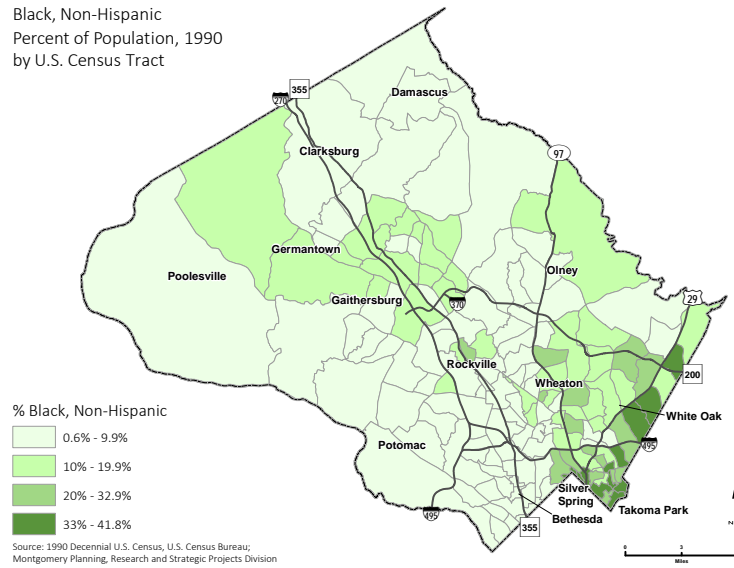 Black, Non-Hispanic
Percent of Population, 1990
by U.S. Census Tract
270
355
Damascus
Clarksburg
97
Germantown
Olney
Poolesville
Gaithersburg
370
29
Rockville
200
Wheaton
White Oak
% Black, Non-Hispanic
0.6% - 9.9%
10% - 19.9%
20% - 32.9%
33% - 41.8%
Potomac
495
Silver
Spring
Takoma Park
Bethesda
495
355
N
0 3
Miles
Source: 1990 Decennial U.S. Census, U.S. Census Bureau;
Montgomery Planning, Research and Strategic Projects Division